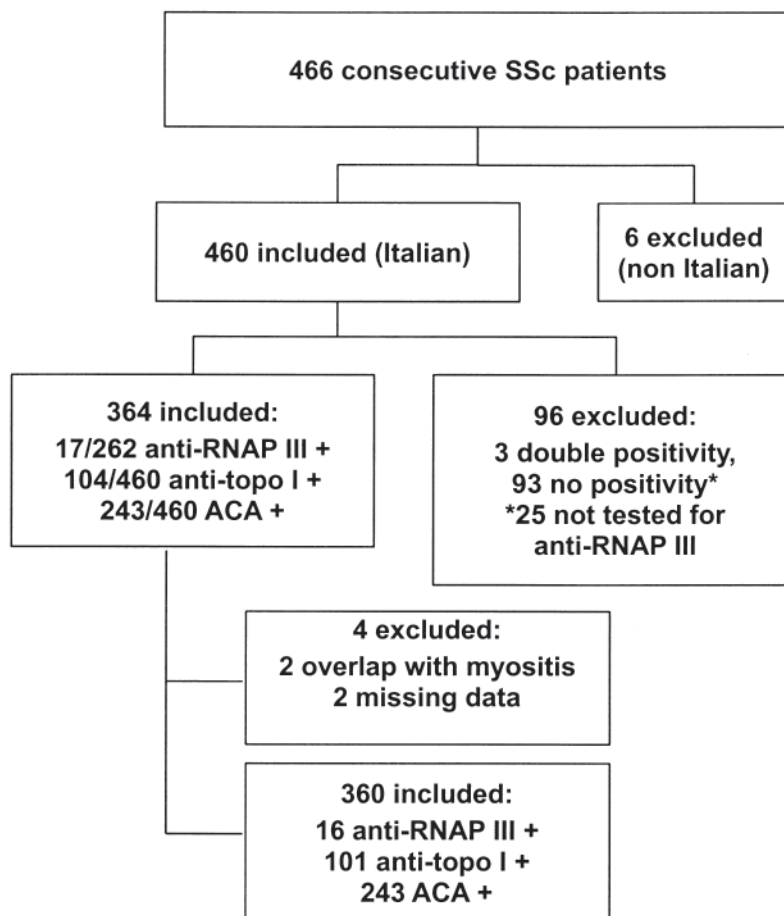 466 consecutive SSc patients
460 included (Italian)
6 excluded
(non Italian)
364 included:
17/262 anti-RNAP III +
104/460 anti-topo I +
243/460 ACA +
96 excluded:
3 double positivity,
93 no positivity*
*25 not tested for
anti-RNAP III
4 excluded:
2 overlap with myositis
2 missing data
360 included:
16 anti-RNAP III +
101 anti-topo I +
243 ACA +